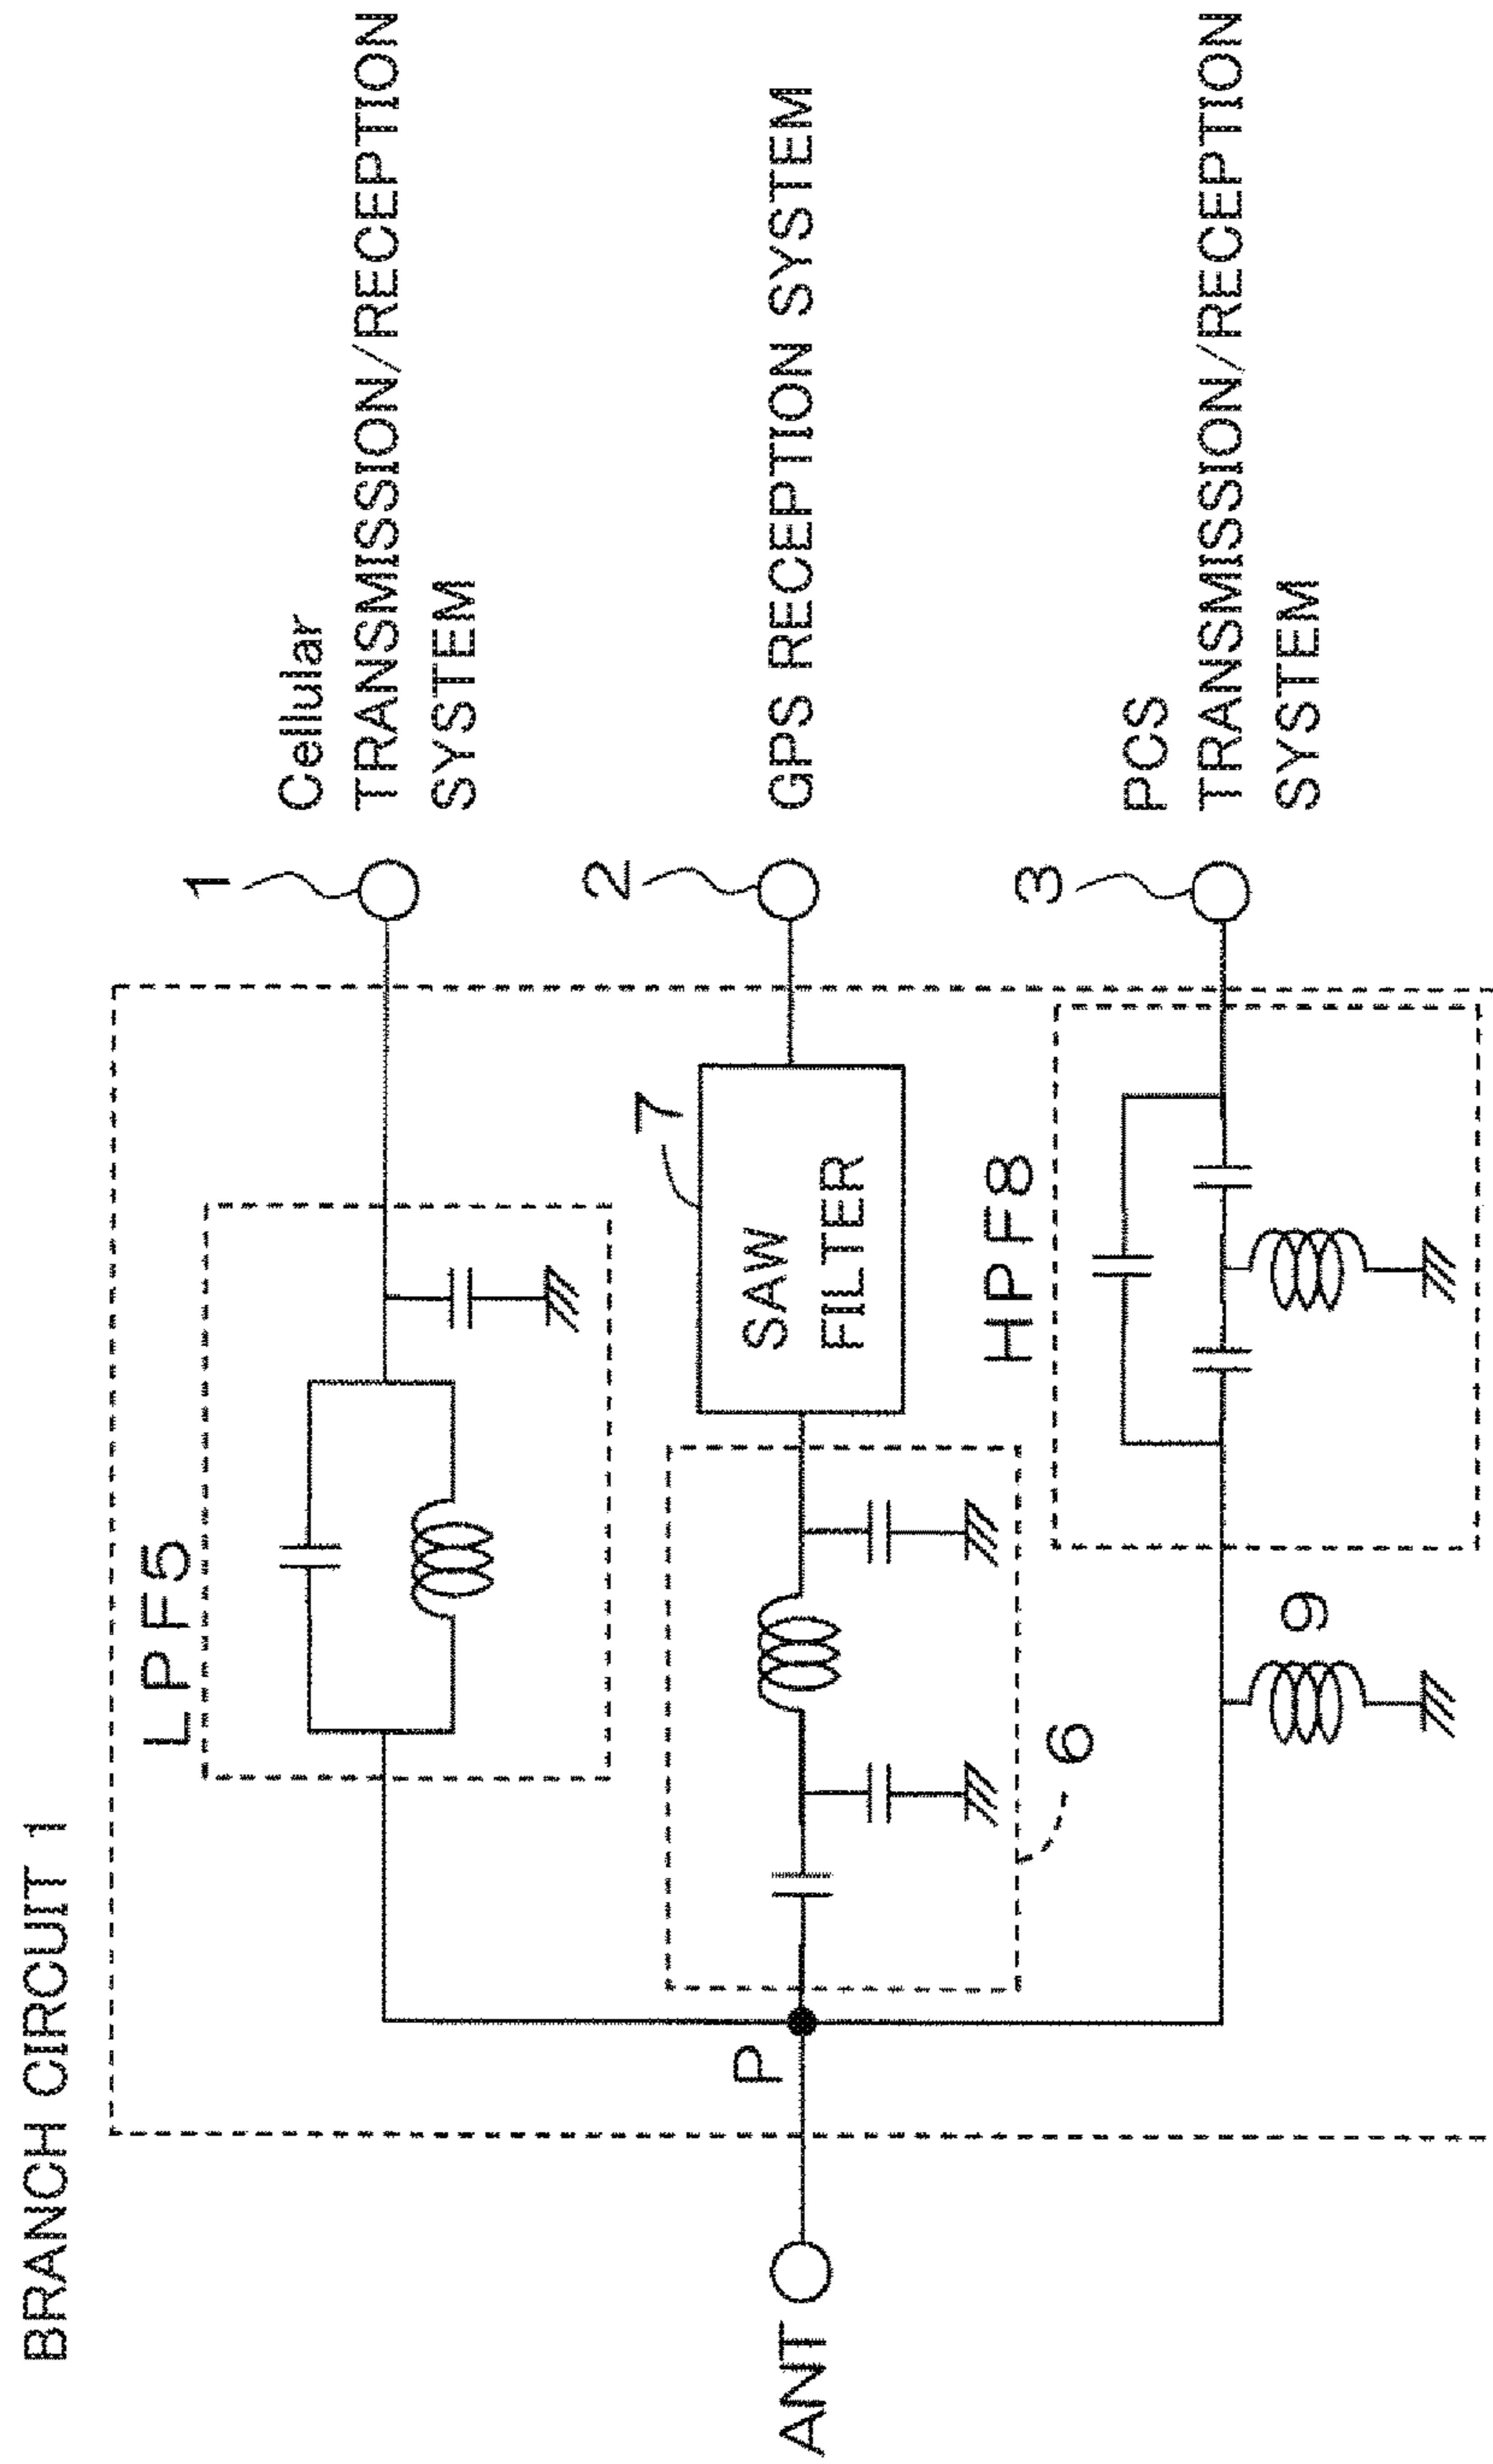 BRANCH CIRCUIT 1
LPF5
1
Cellular
TRANSMISSION/RECEPTION
SYSTEM
ANT
P
6
7
SAW
FILTER
2
GPS RECEPTION SYSTEM
HPF8
9
3
PCS
TRANSMISSION/RECEPTION
SYSTEM